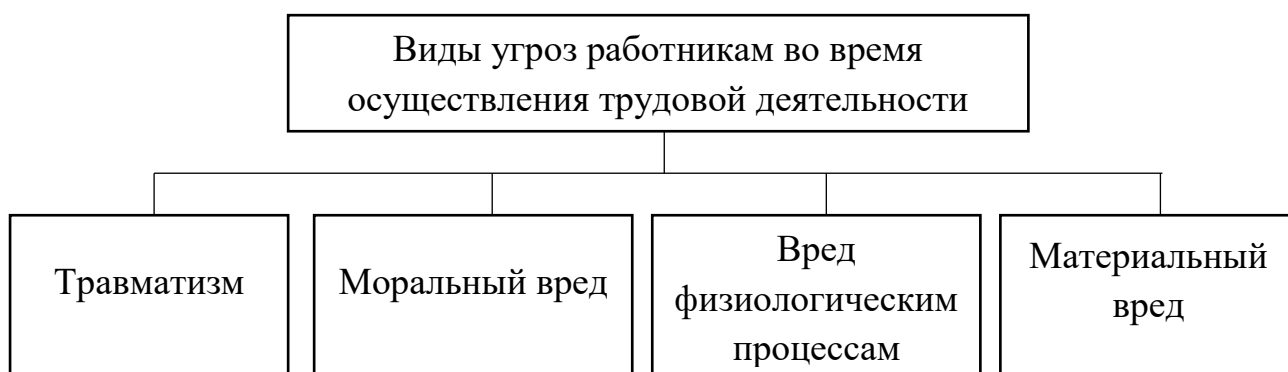 Виды угроз работникам во время
осуществления трудовой деятельности
Травматизм
Моральный вред
Вред
физиологическим
процессам
Материальный
вред